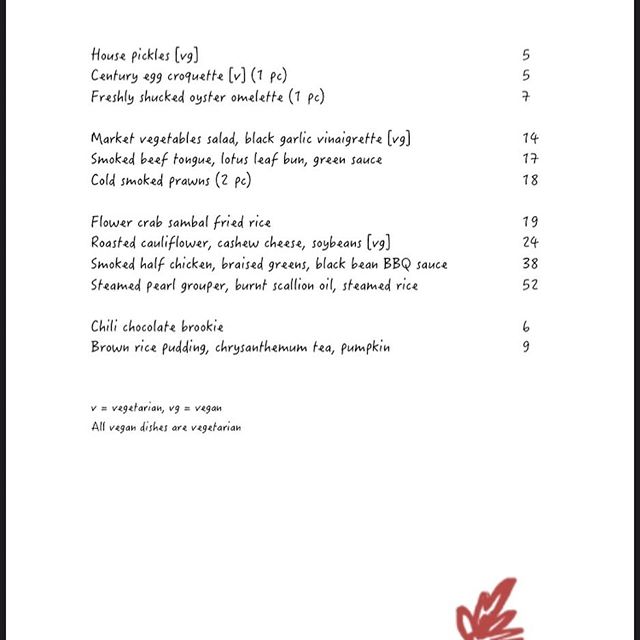 House pickles [vg] 5
Century egg croquette [v] (1 pc) 5
Freshly shucked oyster omelette (1 pc) 7
Market vegetables salad, black garlic vinaigrette [vg] 14
Smoked beef tongue, lotus leaf bun, green sauce 17
Cold smoked prawns (2 pc) 18
Flower crab sambal fried rice 19
Roasted cauliflower, cashew cheese, soybeans [vg] 24
Smoked half chicken, braised greens, black bean BBQ sauce 38
Steamed pearl grouper, burnt scallion oil, steamed rice 52
Chili chocolate brookie 6
Brown rice pudding, chrysanthemum tea, pumpkin 9
v = vegetarian, vg = vegan
All vegan dishes are vegetarian